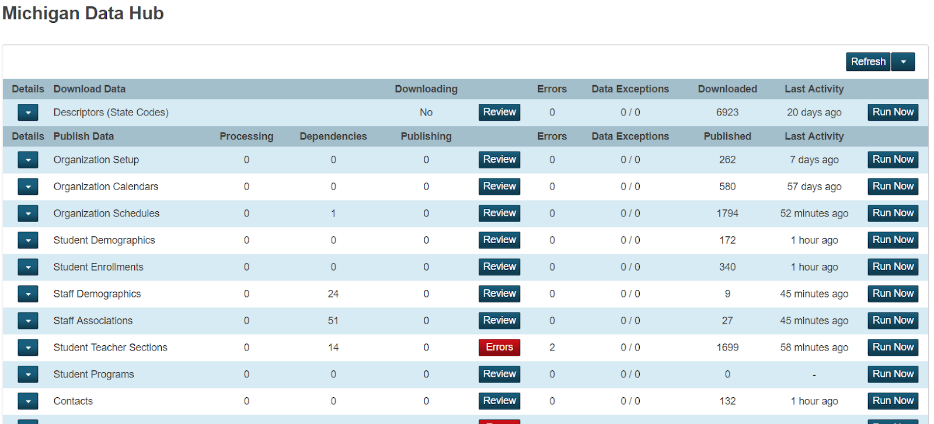 Michigan Data Hub
Refresh
Details Download Data Downloading Errors Data Exceptions Downloaded Last Activity
Descriptors (State Codes) No Review 0 0 / 0 6923 20 days ago Run Now
Details Publish Data Processing Dependencies Publishing Errors Data Exceptions Published Last Activity
Organization Setup 0 0 0 Review 0 0 / 0 262 7 days ago Run Now
Organization Calendars 0 0 0 Review 0 0 / 0 580 57 days ago Run Now
Organization Schedules 0 1 0 Review 0 0 / 0 1794 52 minutes ago Run Now
Student Demographics 0 0 0 Review 0 0 / 0 172 1 hour ago Run Now
Student Enrollments 0 0 0 Review 0 0 / 0 340 1 hour ago Run Now
Staff Demographics 0 24 0 Review 0 0 / 0 9 45 minutes ago Run Now
Staff Associations 0 51 0 Review 0 0 / 0 27 45 minutes ago Run Now
Student Teacher Sections 0 14 0 Errors 2 0 / 0 1699 58 minutes ago Run Now
Student Programs 0 0 0 Review 0 0 / 0 0 - Run Now
Contacts 0 0 0 Review 0 0 / 0 132 1 hour ago Run Now